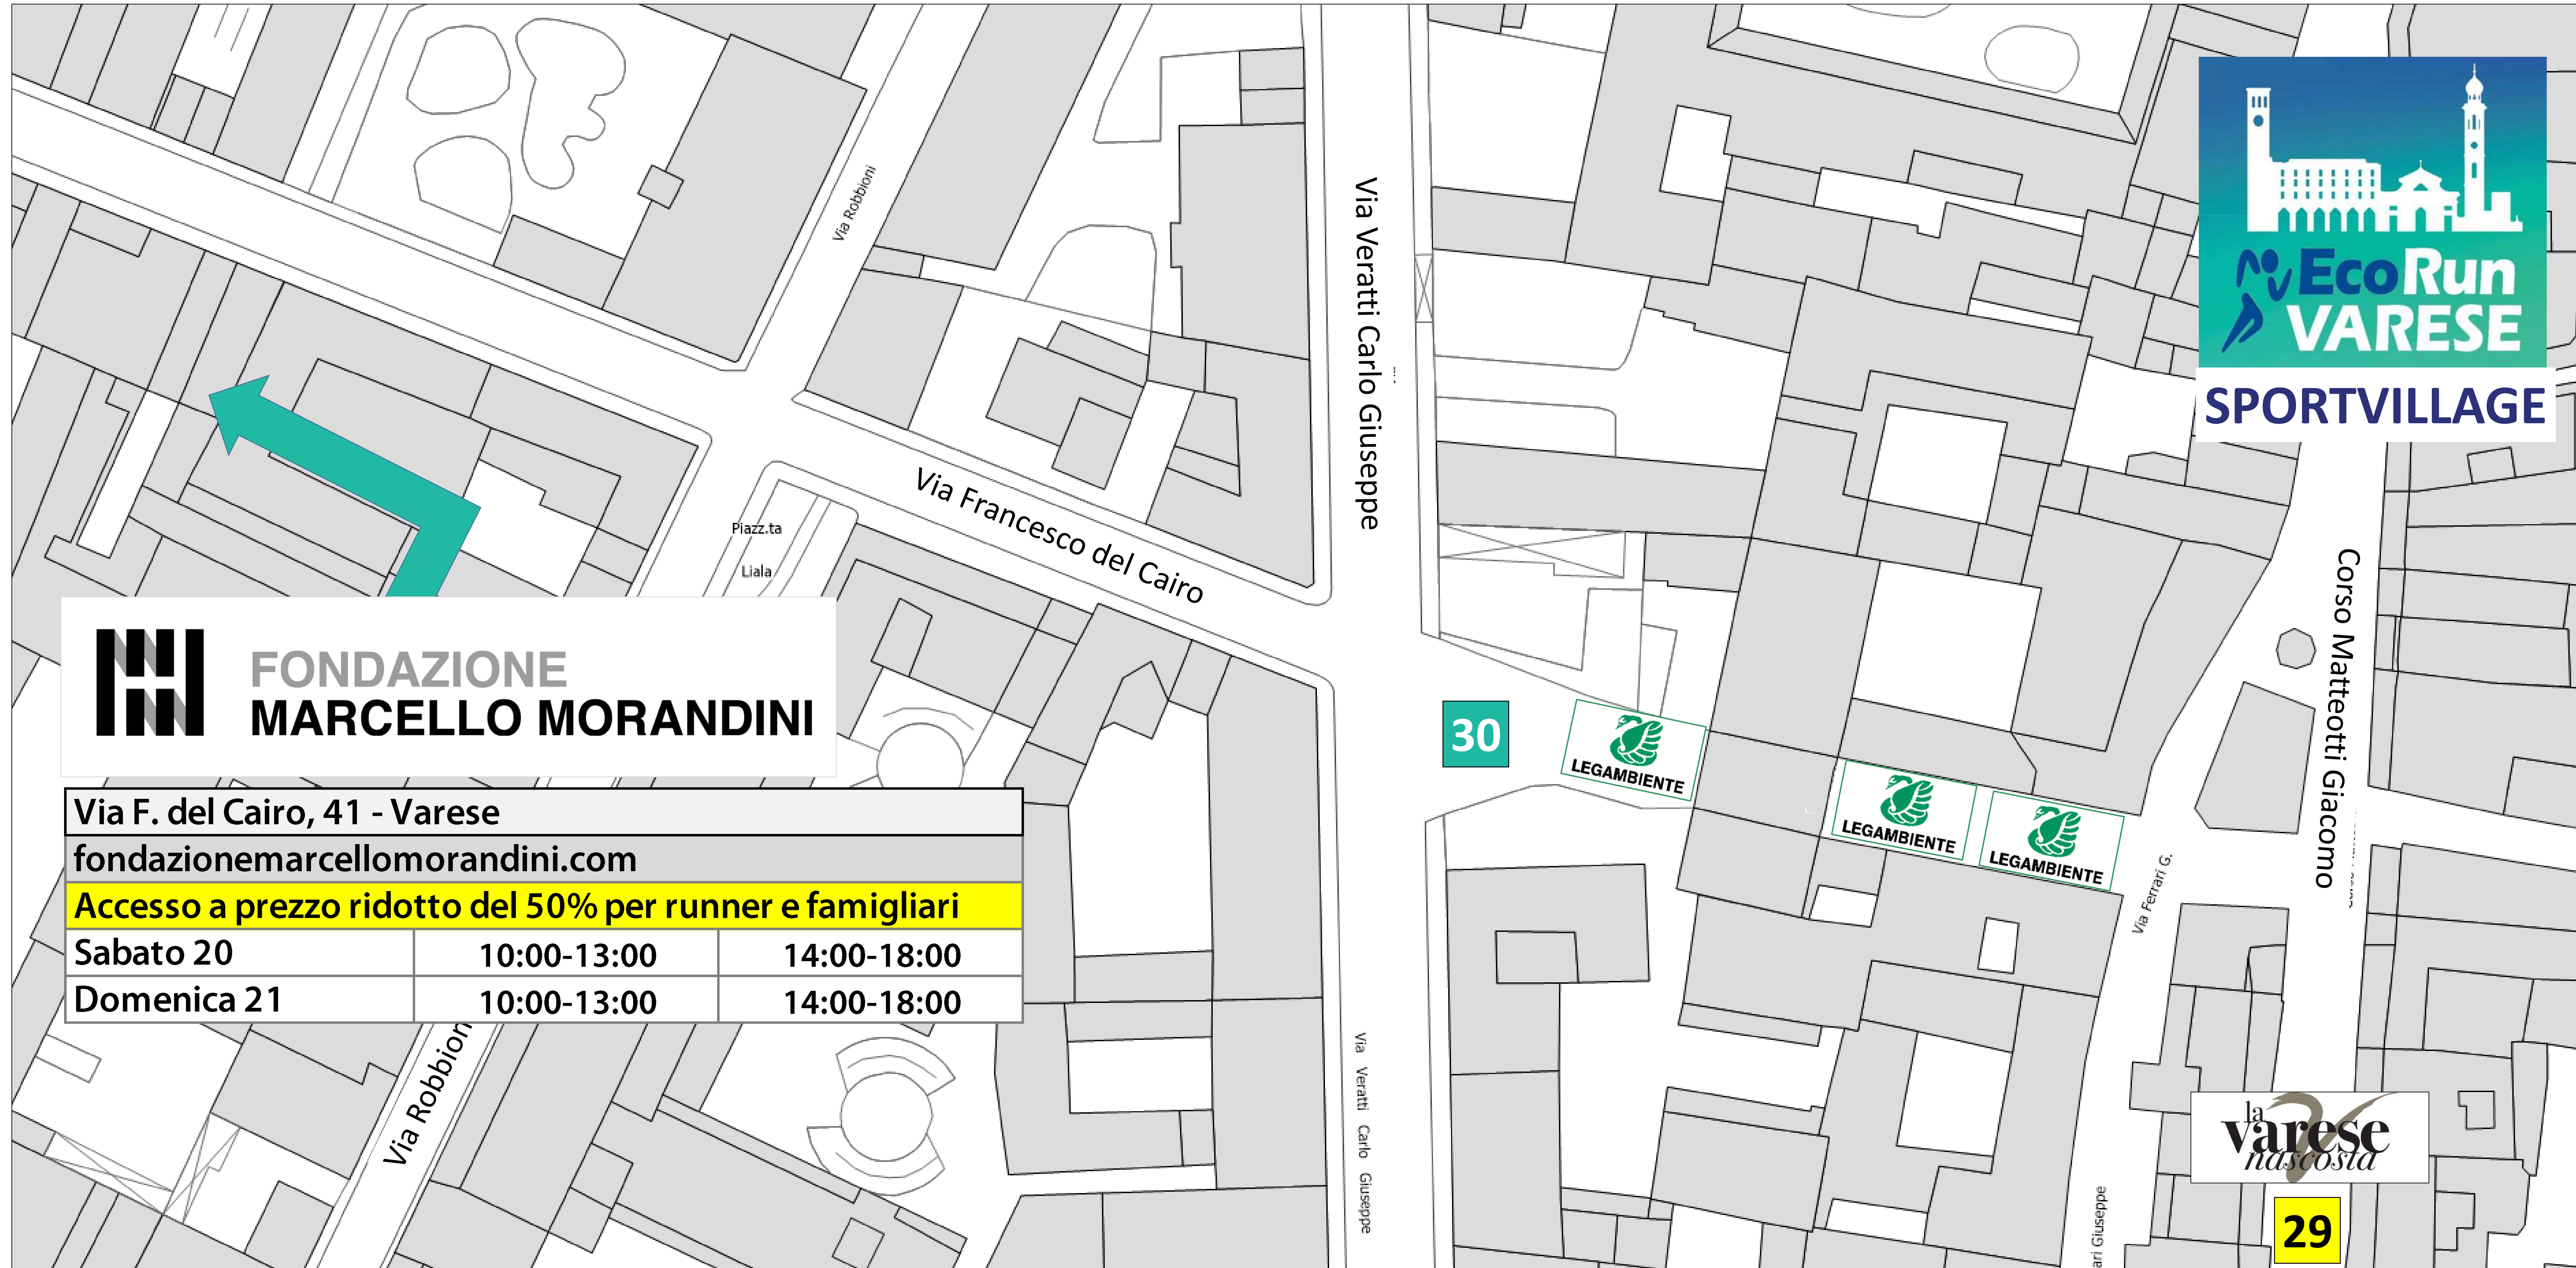 Via Robbioni
Via Veratti Carlo Giuseppe
EcoRun
VARESE
SPORTVILLAGE
Via Francesco del Cairo
Piazz.ta
Liala
Corso Matteotti Giacomo
FONDAZIONE
MARCELLO MORANDINI
30
LEGAMBIENTE
LEGAMBIENTE
LEGAMBIENTE
Via F. del Cairo, 41 - Varese
fondazionemarcellomorandini.com
Accesso a prezzo ridotto del 50% per runner e famigliari
Sabato 20 10:00-13:00 14:00-18:00
Domenica 21 10:00-13:00 14:00-18:00
Via Ferrari G.
Via Robbion
Via Veratti Carlo Giuseppe
la
varese
nascosta
ari Giuseppe
29